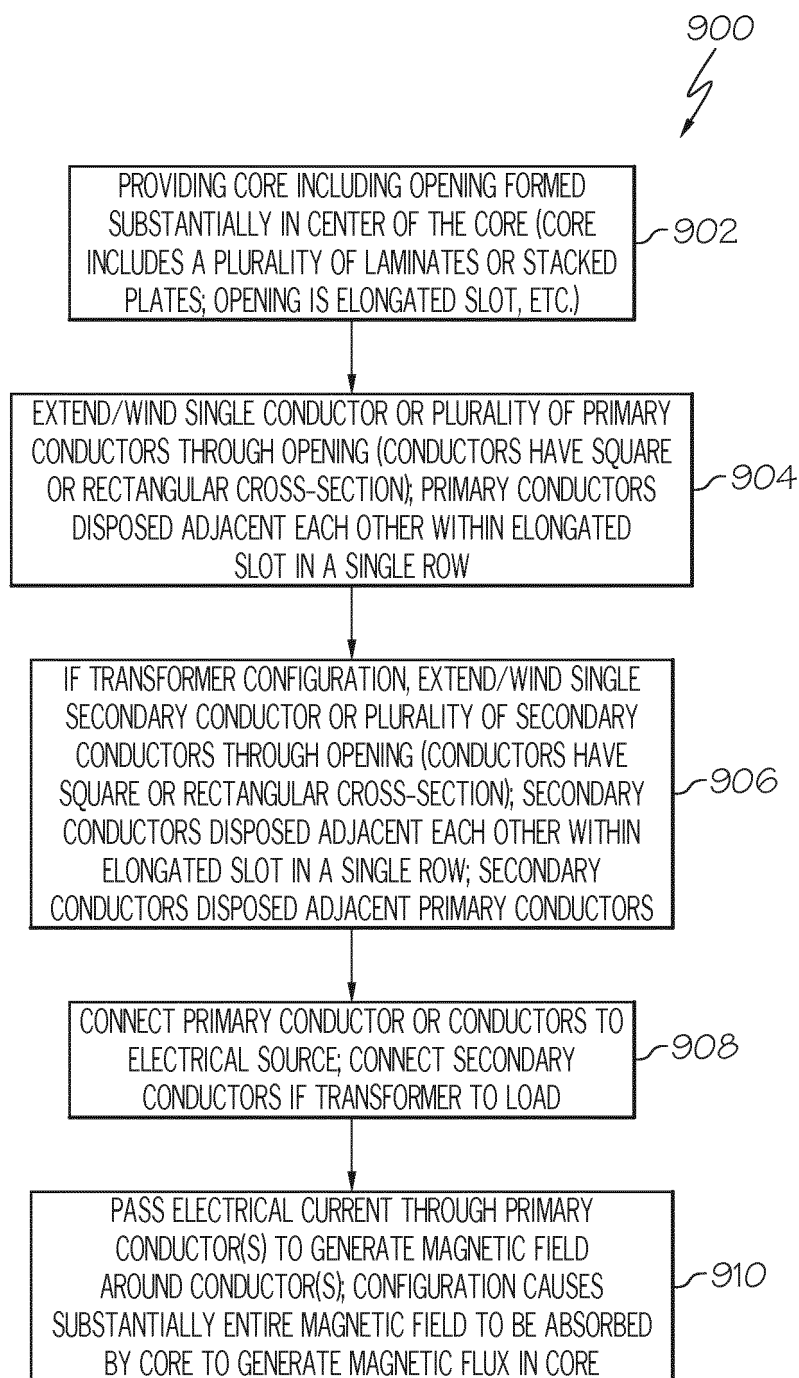 900
PROVIDING CORE INCLUDING OPENING FORMED
SUBSTANTIALLY IN CENTER OF THE CORE (CORE
INCLUDES A PLURALITY OF LAMINATES OR STACKED
PLATES; OPENING IS ELONGATED SLOT, ETC.)
902
EXTEND/WIND SINGLE CONDUCTOR OR PLURALITY OF PRIMARY
CONDUCTORS THROUGH OPENING (CONDUCTORS HAVE SQUARE
OR RECTANGULAR CROSS-SECTION); PRIMARY CONDUCTORS
DISPOSED ADJACENT EACH OTHER WITHIN ELONGATED
SLOT IN A SINGLE ROW
904
IF TRANSFORMER CONFIGURATION, EXTEND/WIND SINGLE
SECONDARY CONDUCTOR OR PLURALITY OF SECONDARY
CONDUCTORS THROUGH OPENING (CONDUCTORS HAVE
SQUARE OR RECTANGULAR CROSS-SECTION); SECONDARY
CONDUCTORS DISPOSED ADJACENT EACH OTHER WITHIN
ELONGATED SLOT IN A SINGLE ROW; SECONDARY
CONDUCTORS DISPOSED ADJACENT PRIMARY CONDUCTORS
906
CONNECT PRIMARY CONDUCTOR OR CONDUCTORS TO
ELECTRICAL SOURCE; CONNECT SECONDARY
CONDUCTORS IF TRANSFORMER TO LOAD
908
PASS ELECTRICAL CURRENT THROUGH PRIMARY
CONDUCTOR(S) TO GENERATE MAGNETIC FIELD
AROUND CONDUCTOR(S); CONFIGURATION CAUSES
SUBSTANTIALLY ENTIRE MAGNETIC FIELD TO BE ABSORBED
BY CORE TO GENERATE MAGNETIC FLUX IN CORE
910